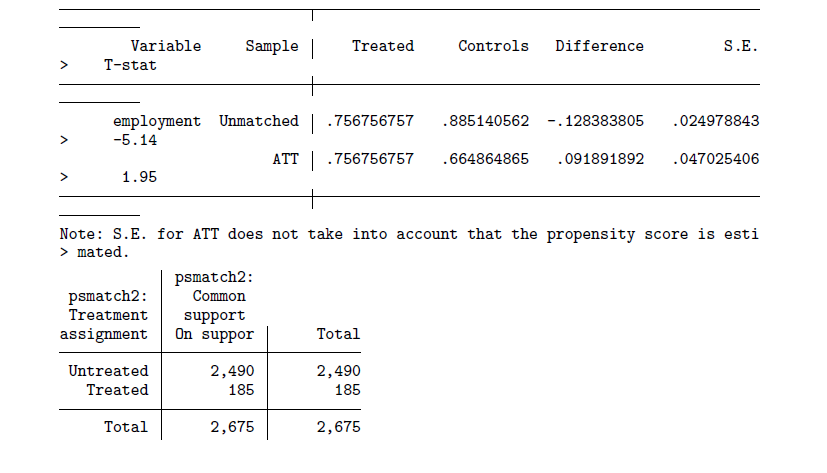 Variable Sample Treated Controls Difference S.E.
> T-stat
employment Unmatched .756756757 .885140562 -.128383805 .024978843
> -5.14
ATT .756756757 .664864865 .091891892 .047025406
> 1.95
Note: S.E. for ATT does not take into account that the propensity score is esti
> mated.
psmatch2:
psmatch2: Common
Treatment support
assignment On suppor Total
Untreated 2,490 2,490
Treated 185 185
Total 2,675 2,675